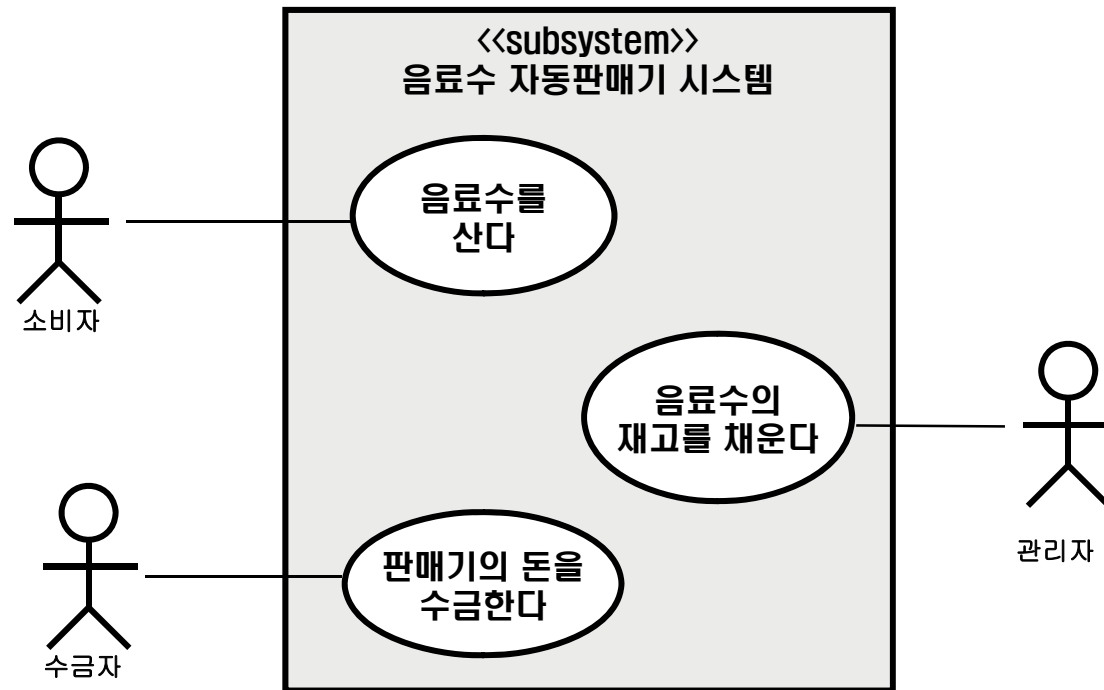 <<subsystem>>
음료수 자동판매기 시스템
음료수를
산다
소비자
음료수의
재고를 채운다
관리자
판매기의 돈을
수금한다
수금자